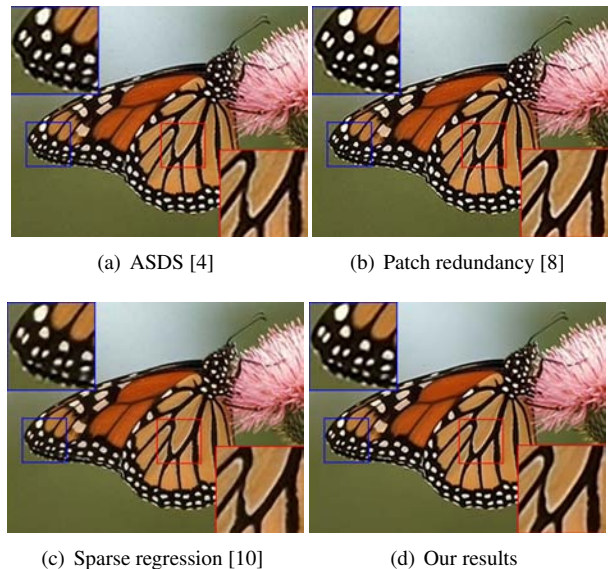 (a) ASDS [4]
(b) Patch redundancy [8]
(c) Sparse regression [10]
(d) Our results